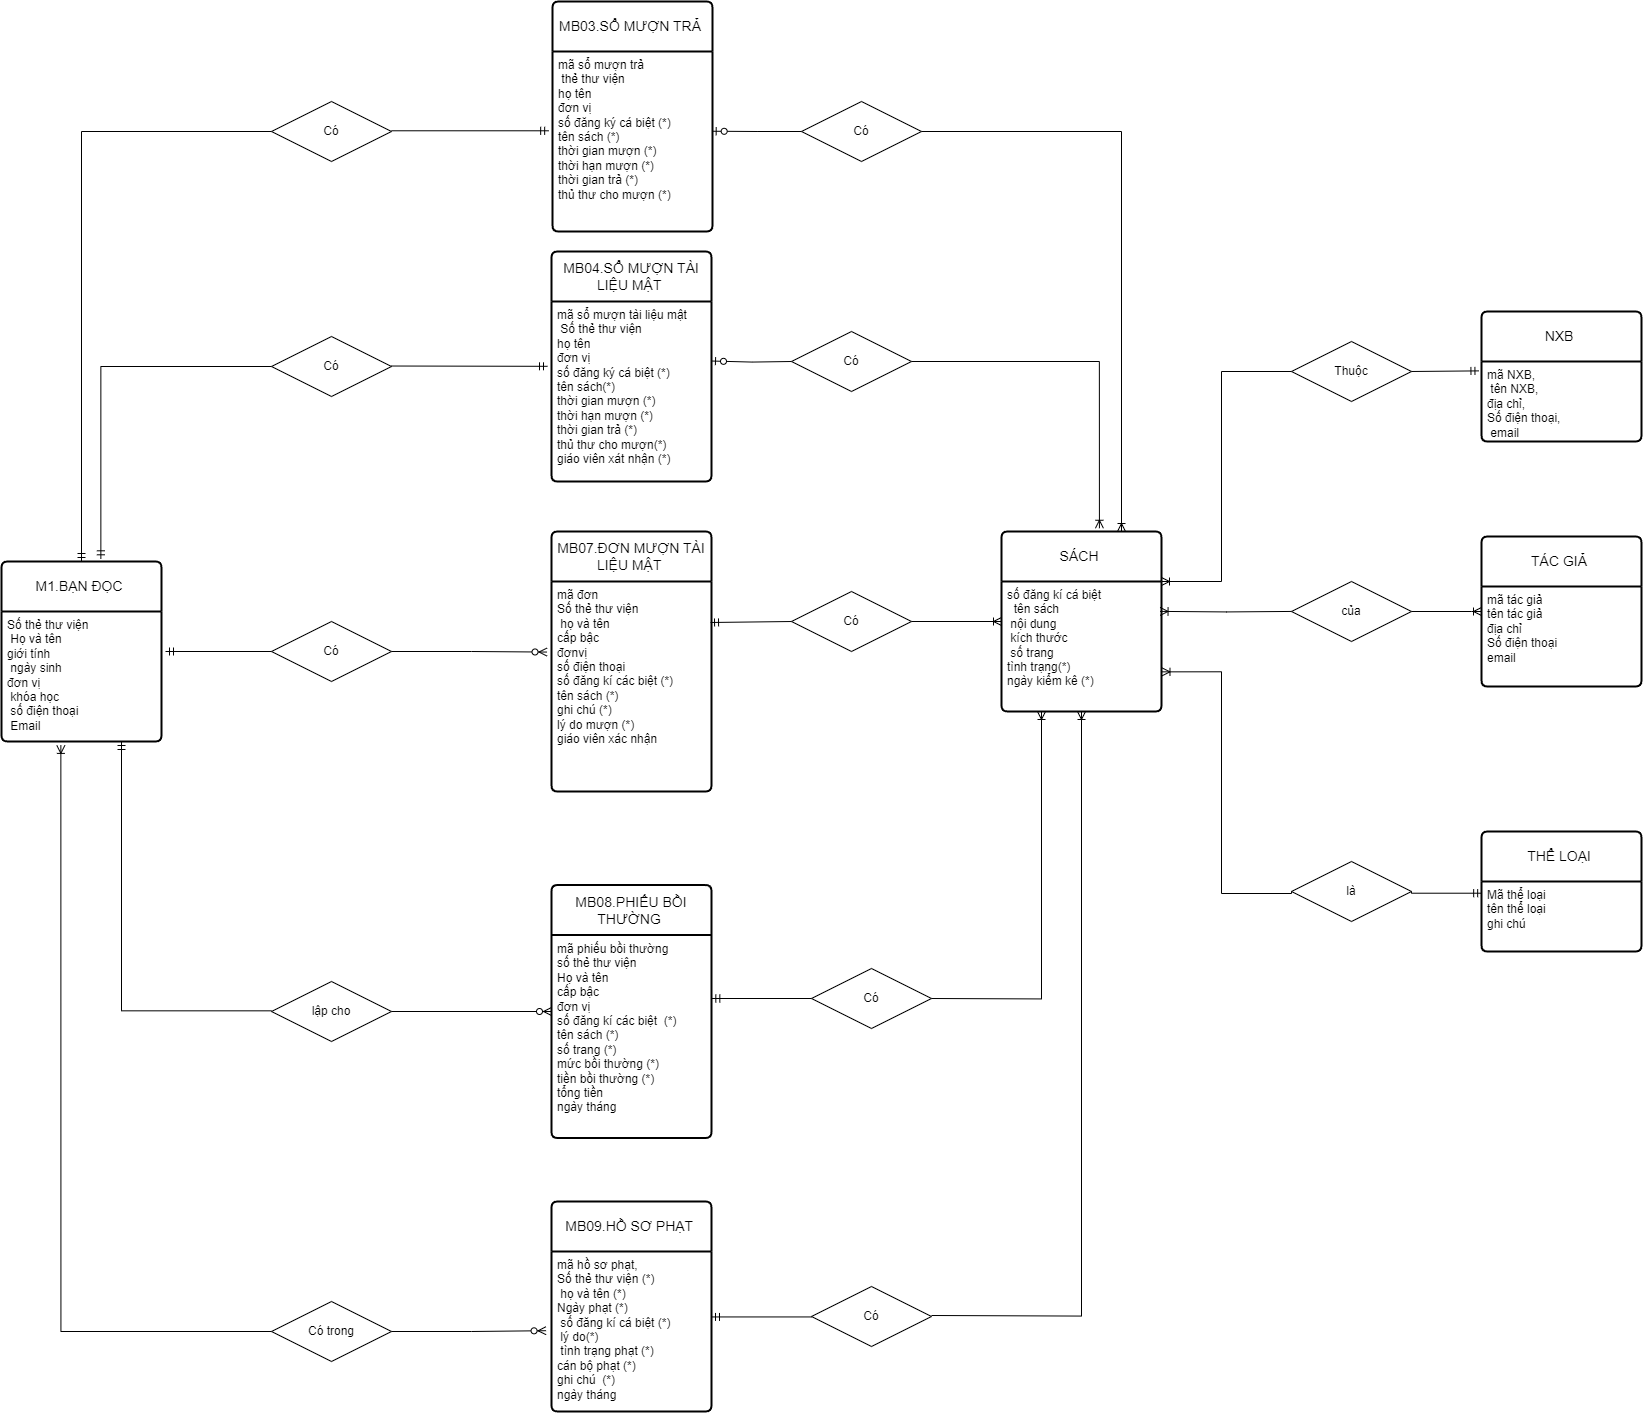 MB03.SỔ MƯỢN TRẢ
mã sổ mượn trả
thẻ thư viện
họ tên
đơn vị
số đăng ký cá biệt (*)
tên sách (*)
thời gian mượn (*)
thời hạn mượn (*)
thời gian trả (*)
thủ thư cho mượn (*)
Có
Có
MB04.SỔ MƯỢN TÀI
LIỆU MẬT
mã sổ mượn tài liệu mật
Số thẻ thư viện
họ tên
đơn vị
số đăng ký cá biệt (*)
tên sách(*)
thời gian mượn (*)
thời hạn mượn (*)
thời gian trả (*)
thủ thư cho mượn(*)
giáo viên xát nhận (*)
Có
Có
NXB
mã NXB,
tên NXB,
địa chỉ,
Số điện thoại,
email
Thuộc
M1.BẠN ĐỌC
Số thẻ thư viện
Họ và tên
giới tính
ngày sinh
đơn vị
khóa học
số điện thoại
Email
Có
MB07.ĐƠN MƯỢN TÀI
LIỆU MẬT
mã đơn
Số thẻ thư viện
họ và tên
cấp bậc
đơnvị
số điện thoại
số đăng kí các biệt (*)
tên sách (*)
ghi chú (*)
lý do mượn (*)
giáo viên xác nhận
Có
SÁCH
số đăng kí cá biệt
tên sách
nội dung
kích thước
số trang
tình trạng(*)
ngày kiểm kê (*)
của
TÁC GIẢ
mã tác giả
tên tác giả
địa chỉ
Số điện thoại
email
là
THỂ LOẠI
Mã thể loại
tên thể loại
ghi chú
lập cho
MB08.PHIẾU BỒI
THƯỜNG
mã phiếu bồi thường
số thẻ thư viện
Họ và tên
cấp bậc
đơn vị
số đăng kí các biệt (*)
tên sách (*)
số trang (*)
mức bồi thường (*)
tiền bồi thường (*)
tổng tiền
ngày tháng
Có
Có trong
MB09.HỒ SƠ PHẠT
mã hồ sơ phạt,
Số thẻ thư viện (*)
họ và tên (*)
Ngày phạt (*)
số đăng kí cá biệt (*)
lý do(*)
tình trạng phạt (*)
cán bộ phạt (*)
ghi chú (*)
ngày tháng
Có